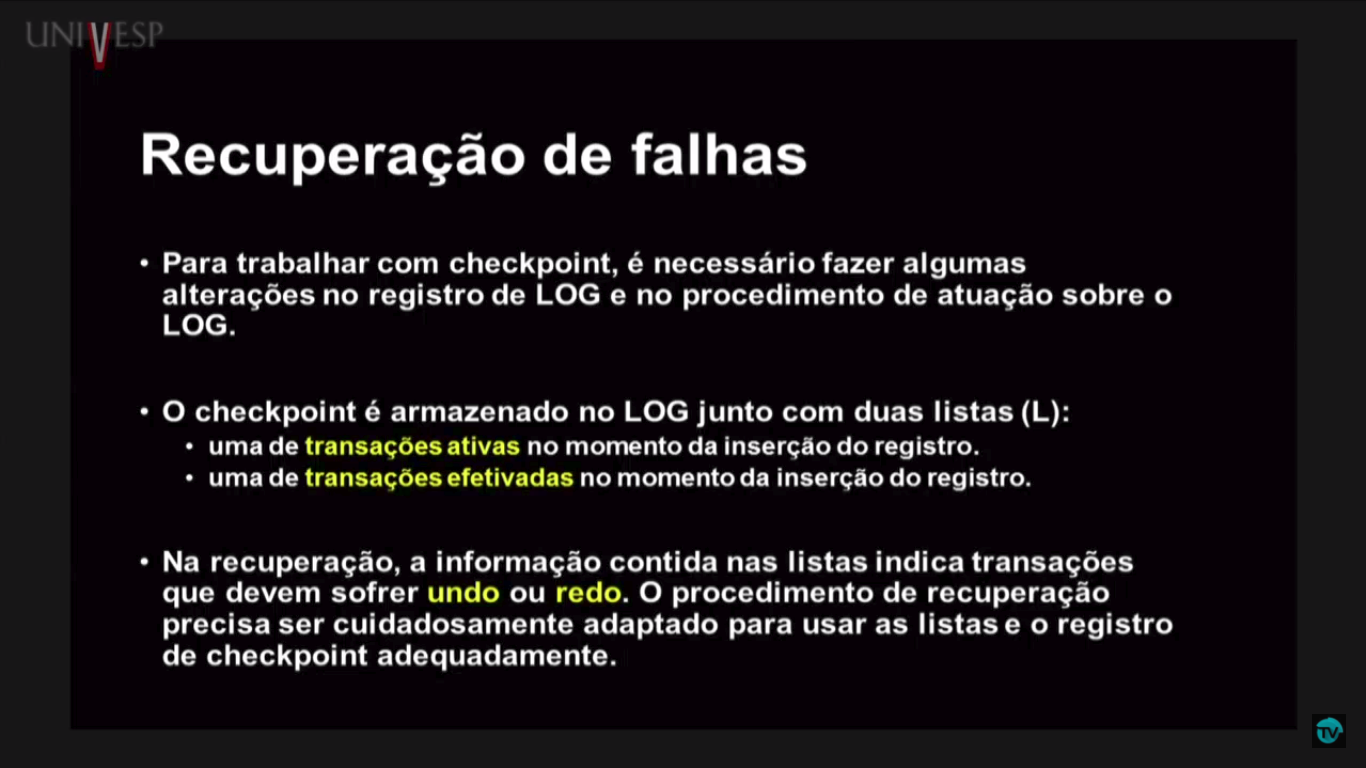 UNIVESP
Recuperação de falhas
• Para trabalhar com checkpoint, é necessário fazer algumas
alterações no registro de LOG e no procedimento de atuação sobre o
LOG.
• O checkpoint é armazenado no LOG junto com duas listas (L):
• uma de transações ativas no momento da inserção do registro.
• uma de transações efetivadas no momento da inserção do registro.
• Na recuperação, a informação contida nas listas indica transações
que devem sofrer undo ou redo. O procedimento de recuperação
precisa ser cuidadosamente adaptado para usar as listas e o registro
de checkpoint adequadamente.
TV